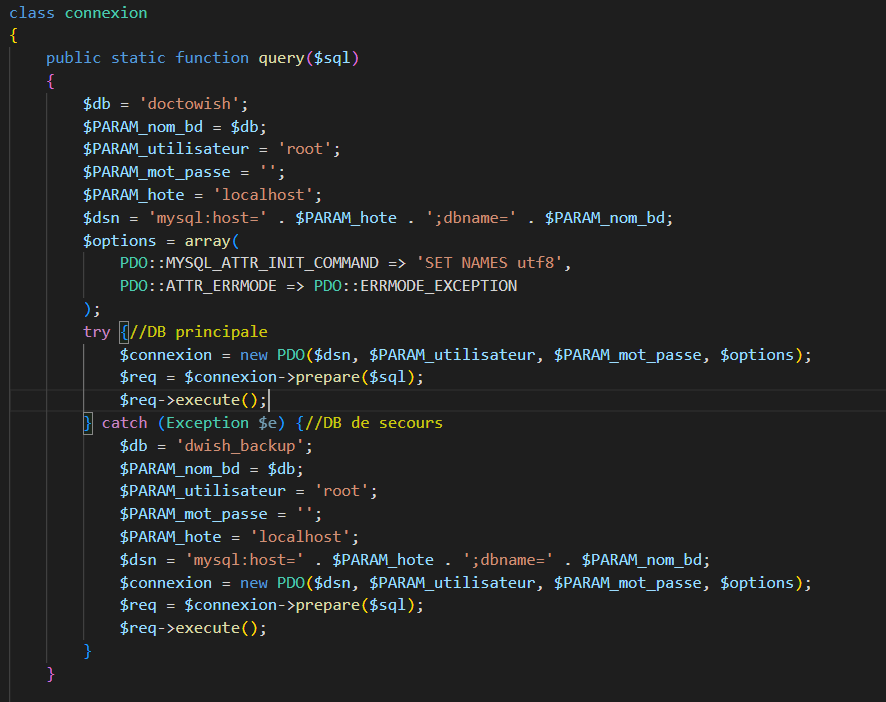 class connexion
{
public static function query($sql)
{
$db = 'doctowish';
$PARAM_nom_bd = $db;
$PARAM_utilisateur = 'root';
$PARAM_mot_passe = '';
$PARAM_hote = 'localhost';
$dsn = 'mysql:host=' . $PARAM_hote . ';dbname=' . $PARAM_nom_bd;
$options = array(
PDO::MYSQL_ATTR_INIT_COMMAND => 'SET NAMES utf8',
PDO::ATTR_ERRMODE => PDO::ERRMODE_EXCEPTION
);
try {//DB principale
$connexion = new PDO($dsn, $PARAM_utilisateur, $PARAM_mot_passe, $options);
$req = $connexion->prepare($sql);
$req->execute();
} catch (Exception $e) {//DB de secours
$db = 'dwish_backup';
$PARAM_nom_bd = $db;
$PARAM_utilisateur = 'root';
$PARAM_mot_passe = '';
$PARAM_hote = 'localhost';
$dsn = 'mysql:host=' . $PARAM_hote . ';dbname=' . $PARAM_nom_bd;
$connexion = new PDO($dsn, $PARAM_utilisateur, $PARAM_mot_passe, $options);
$req = $connexion->prepare($sql);
$req->execute();
}
}